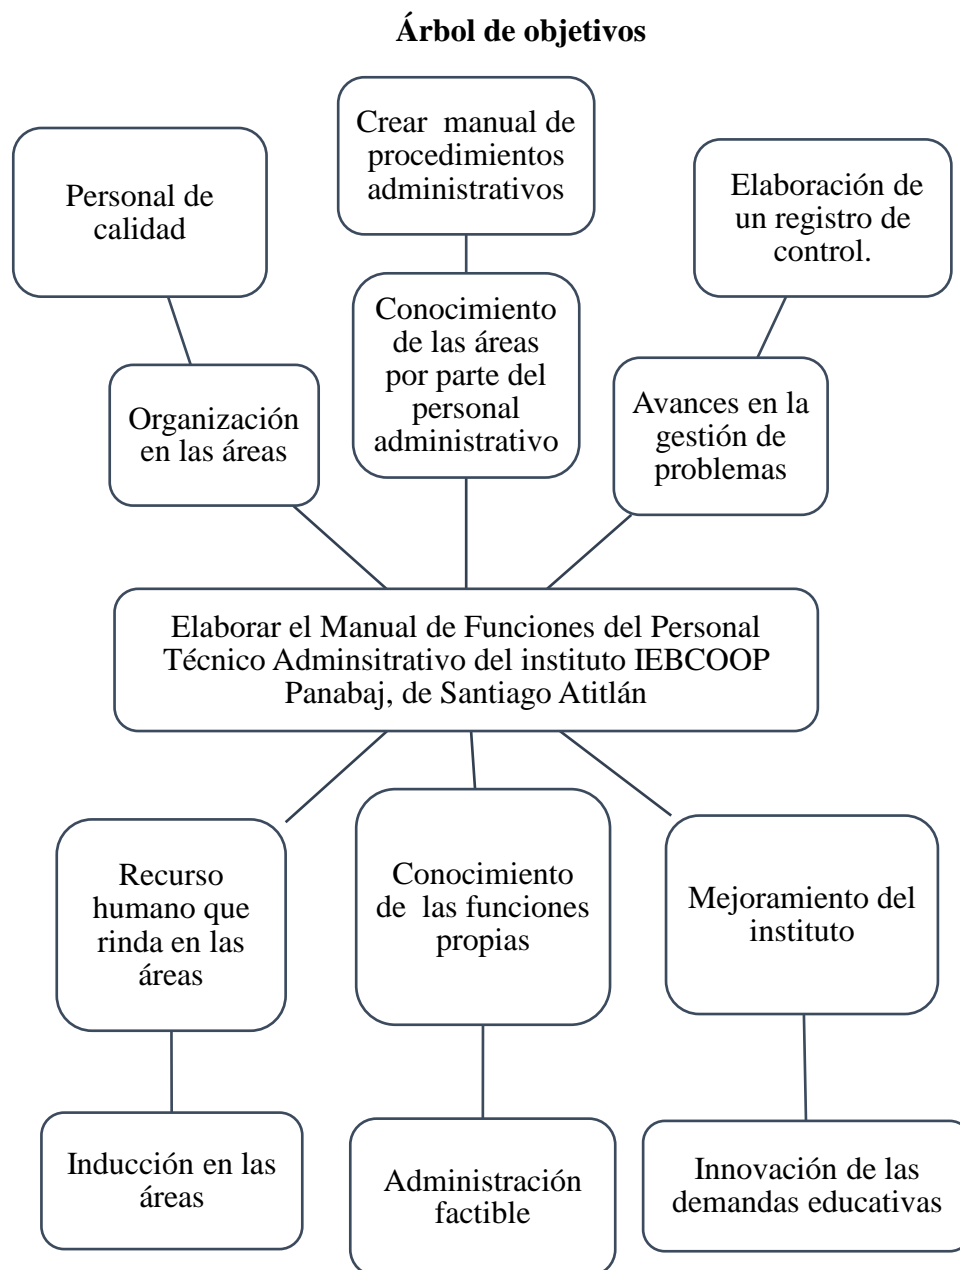 Árbol de objetivos
Crear manual de
procedimientos
administrativos
Personal de
calidad
Elaboración de
un registro de
control.
Conocimiento
de las áreas
por parte del
personal
administrativo
Organización
en las áreas
Avances en la
gestión de
problemas
Elaborar el Manual de Funciones del Personal
Técnico Adminsitrativo del instituto IEBCOOP
Panabaj, de Santiago Atitlán
Recurso
humano que
rinda en las
áreas
Conocimiento
de las funciones
propias
Mejoramiento del
instituto
Inducción en las
áreas
Administración
factible
Innovación de las
demandas educativas